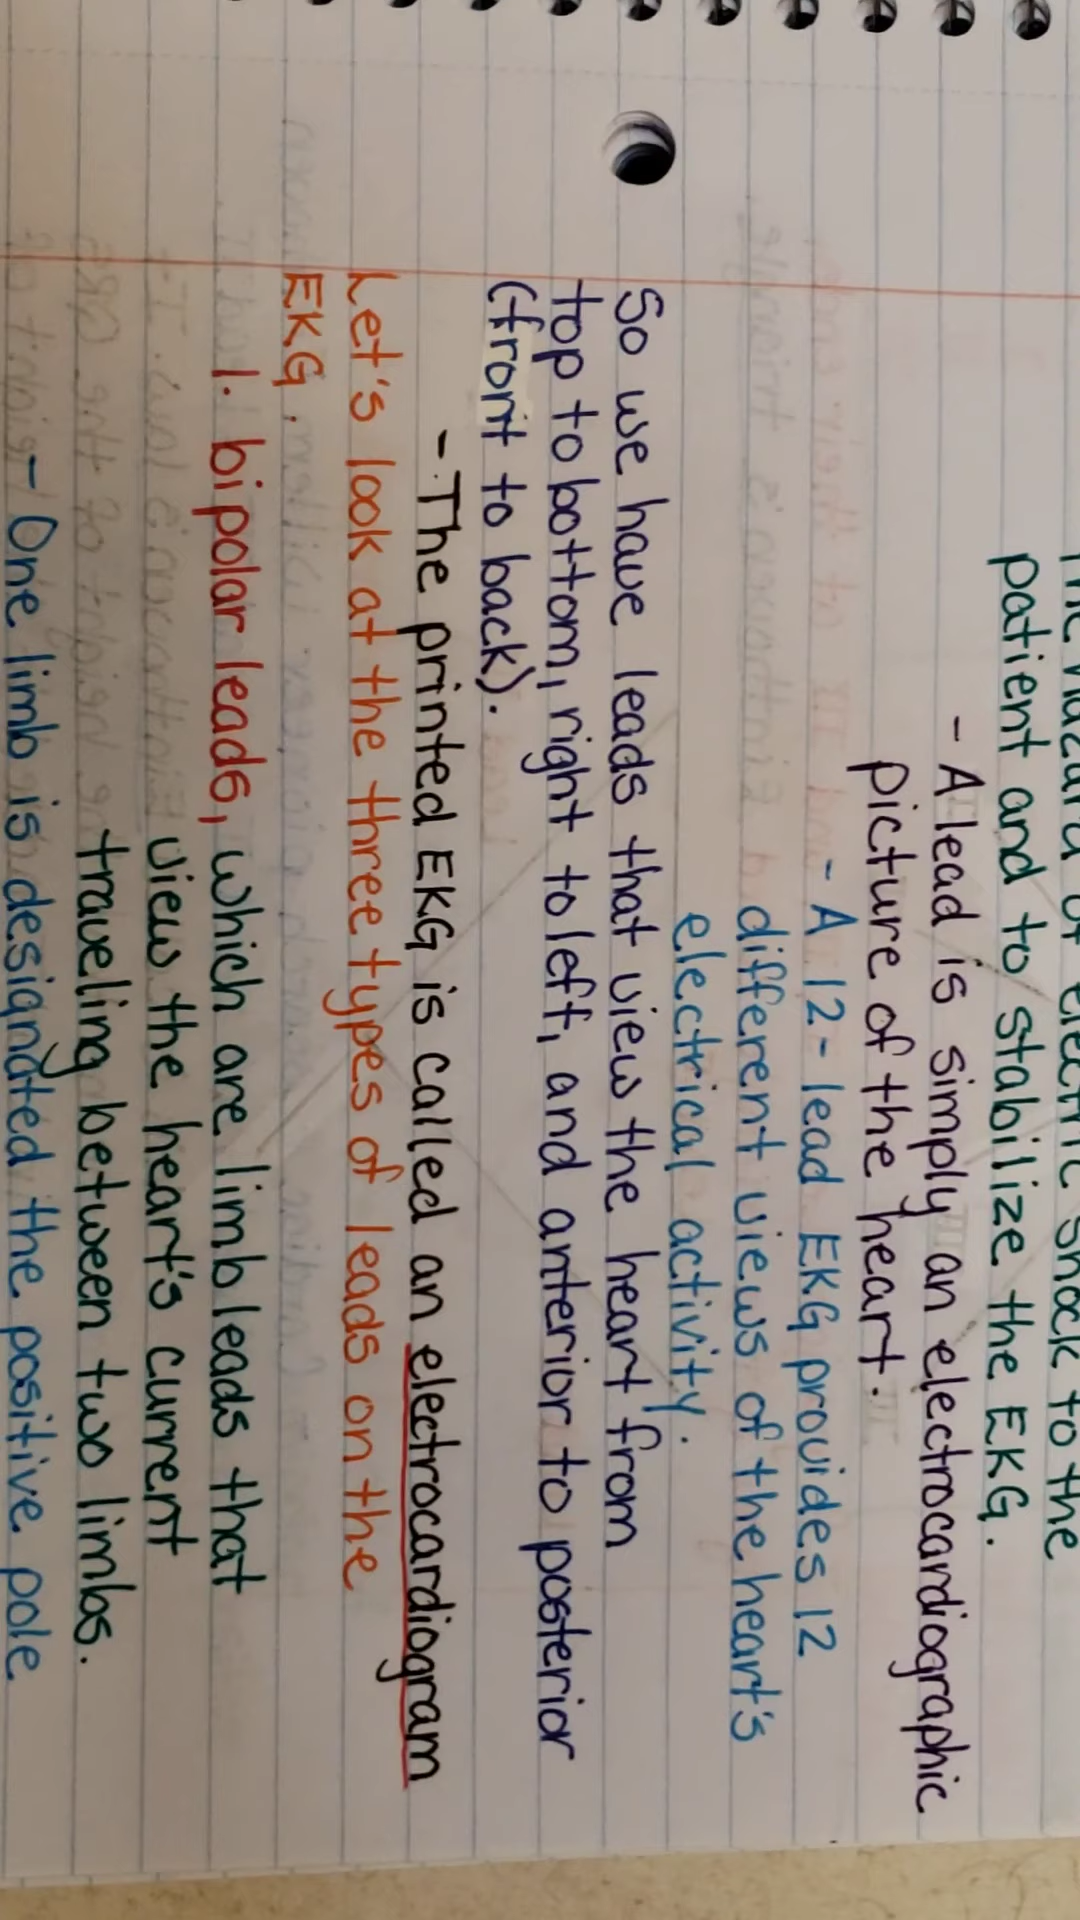 the hazard of electric shock to the
patient and to stabilize the EKG.
- A lead is simply an electrocardiographic
picture of the heart.
- A 12-lead EKG provides 12
different views of the heart's
electrical activity.
So we have leads that view the heart from
top to bottom, right to left, and anterior to posterior
(front to back).
- The printed EKG is called an electrocardiogram
Let's look at the three types of leads on the
EKG.
1. bipolar leads, which are limb leads that
view the heart's current
traveling between two limbs.
- One limb is designated the positive pole